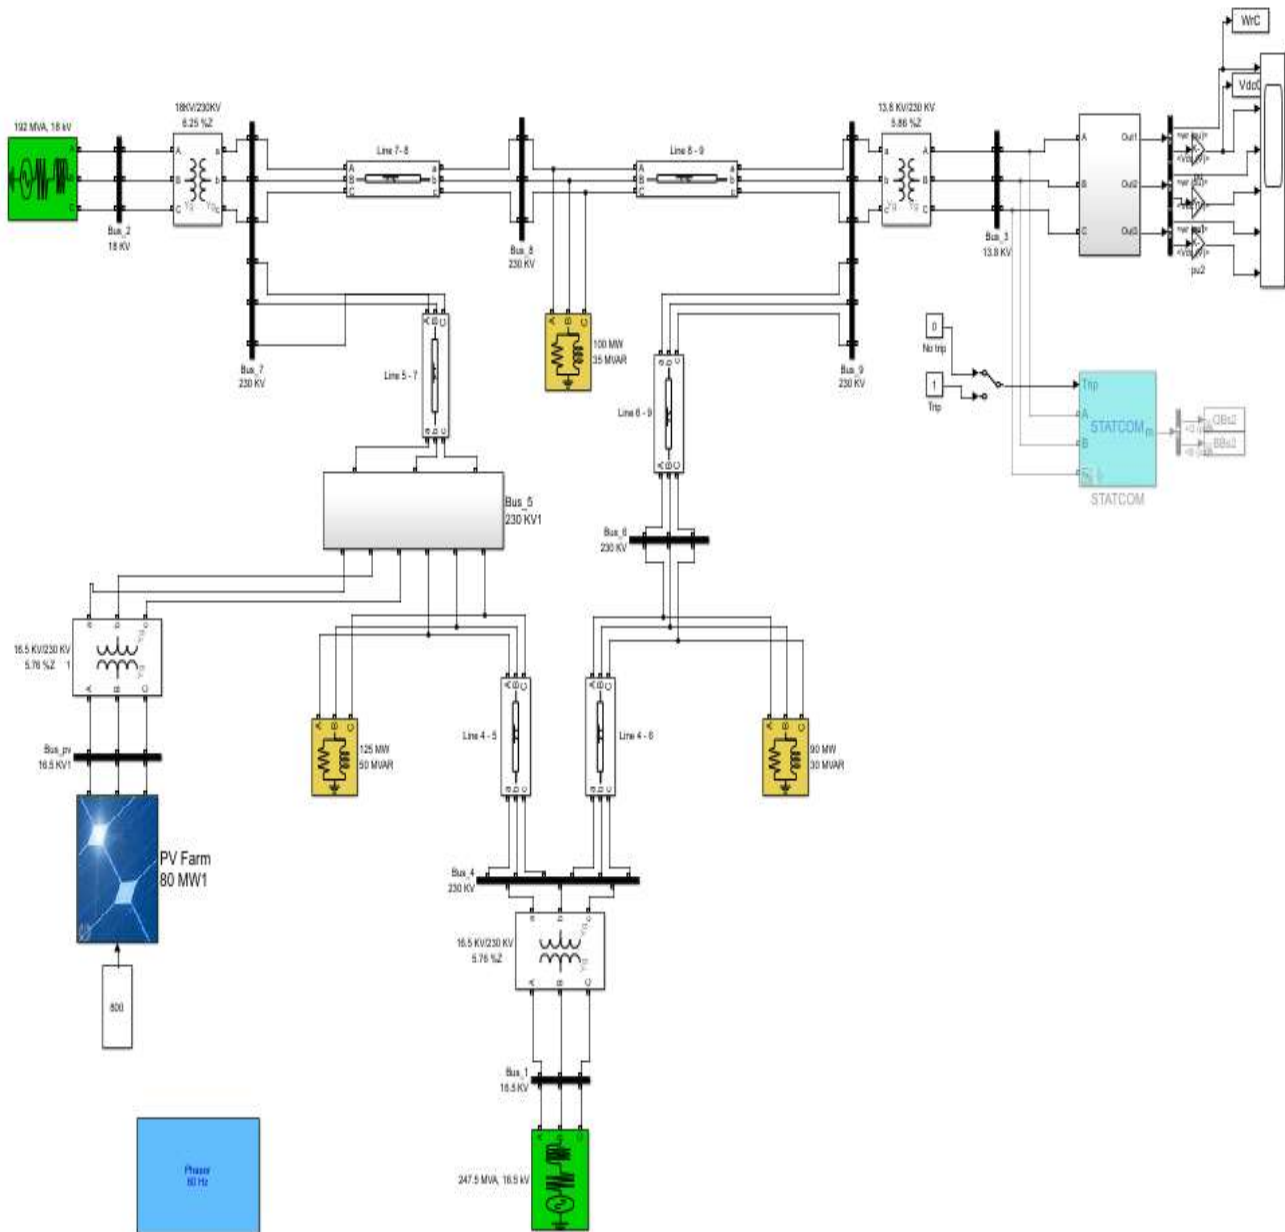 WrC
Vdc0
18KV/230KV
6.25 %Z
13.8 KV/230 KV
5.86 %Z
192 MVA, 18 kV
Line 7-8
Line 8-9
A
B
C
A
B
C
a
b
c
A
B
C
a
b
c
A
B
C
a
b
c
a
b
c
A
B
C
A
B
C
Out1
Out2
Out3
Bus_2
18 KV
Bus_8
230 KV
Bus_3
13.8 KV
pu2
A
B
C
100 MW
35 MVAR
Line 5 - 7
A
B
C
a
b
c
Bus_7
230 KV
Bus_9
230 KV
0
No trip
1
Trip
Line 6 - 9
a
b
c
A
B
C
Trip
A
B
STATCOM
m
STATCOM
Bus_5
230 KV1
Bus_6
230 KV
16.5 KV/230 KV
5.76 %Z 1
a
b
c
A
B
C
Line 4 - 5
A
B
C
a
b
c
Line 4 - 6
A
B
C
a
b
c
A
B
C
125 MW
50 MVAR
A
B
C
90 MW
30 MVAR
Bus_pv
16.5 KV1
PV Farm
80 MW1
Bus_4
230 KV
16.5 KV/230 KV
5.76 %Z
a
b
c
A
B
C
Bus_1
16.5 KV
A
B
C
247.5 MVA, 16.5 kV
Phasor
60 Hz